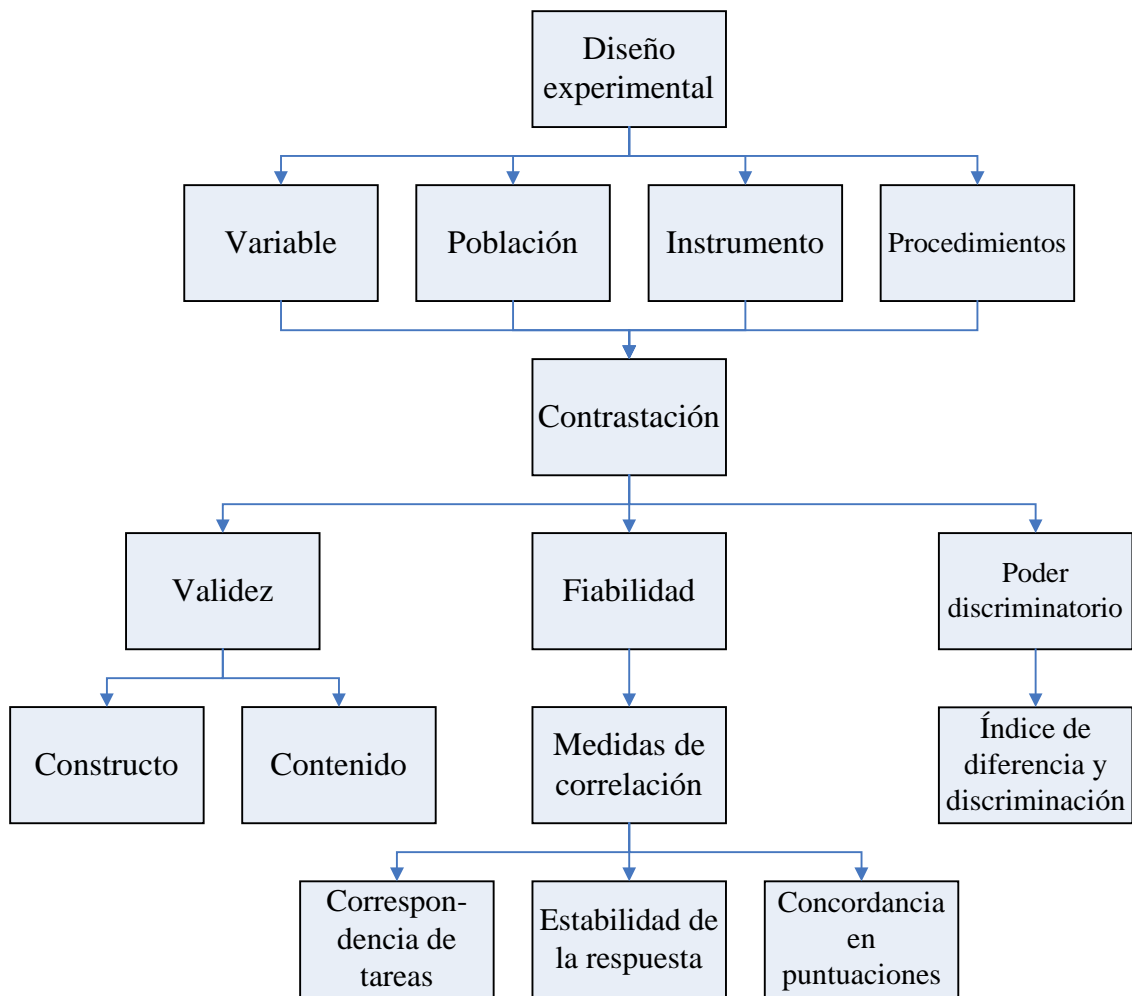 Diseño
experimental
Variable
Población
Instrumento
Procedimientos
Contrastación
Validez
Fiabilidad
Poder
discriminatorio
Constructo
Contenido
Medidas de
correlación
Índice de
diferencia y
discriminación
Correspon-
dencia de
tareas
Estabilidad de
la respuesta
Concordancia
en
puntuaciones